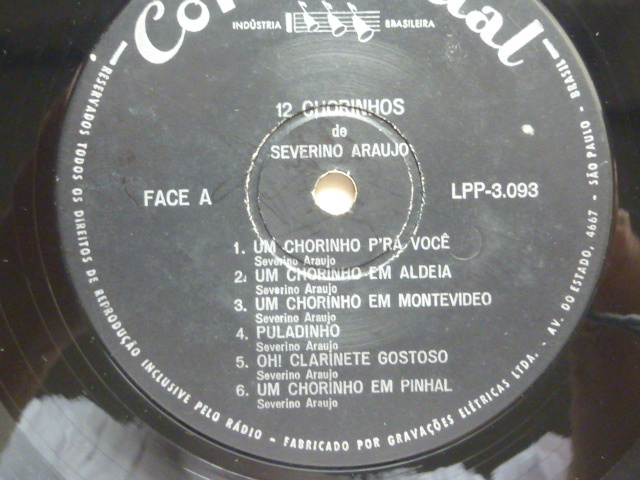 INDÚSTRIA BRASILEIRA
12 CHORINHOS
de
SEVERINO ARAUJO
FACE A
LPP-3.093
1. UM CHORINHO P'RA VOCÊ
Severino Araujo
2. UM CHORINHO EM ALDEIA
Severino Araujo
3. UM CHORINHO EM MONTEVIDEO
Severino Araujo
4. PULADINHO
Severino Araujo
5. OH! CLARINETE GOSTOSO
Severino Araujo
6. UM CHORINHO EM PINHAL
Severino Araujo
RESERVADOS TODOS OS DIREITOS DE REPRODUÇÃO INCLUSIVE PELO RÁDIO - FABRICADO POR GRAVAÇÕES ELÉTRICAS LTDA. - AV. DO ESTADO, 4667 - SÃO PAULO - BRASIL